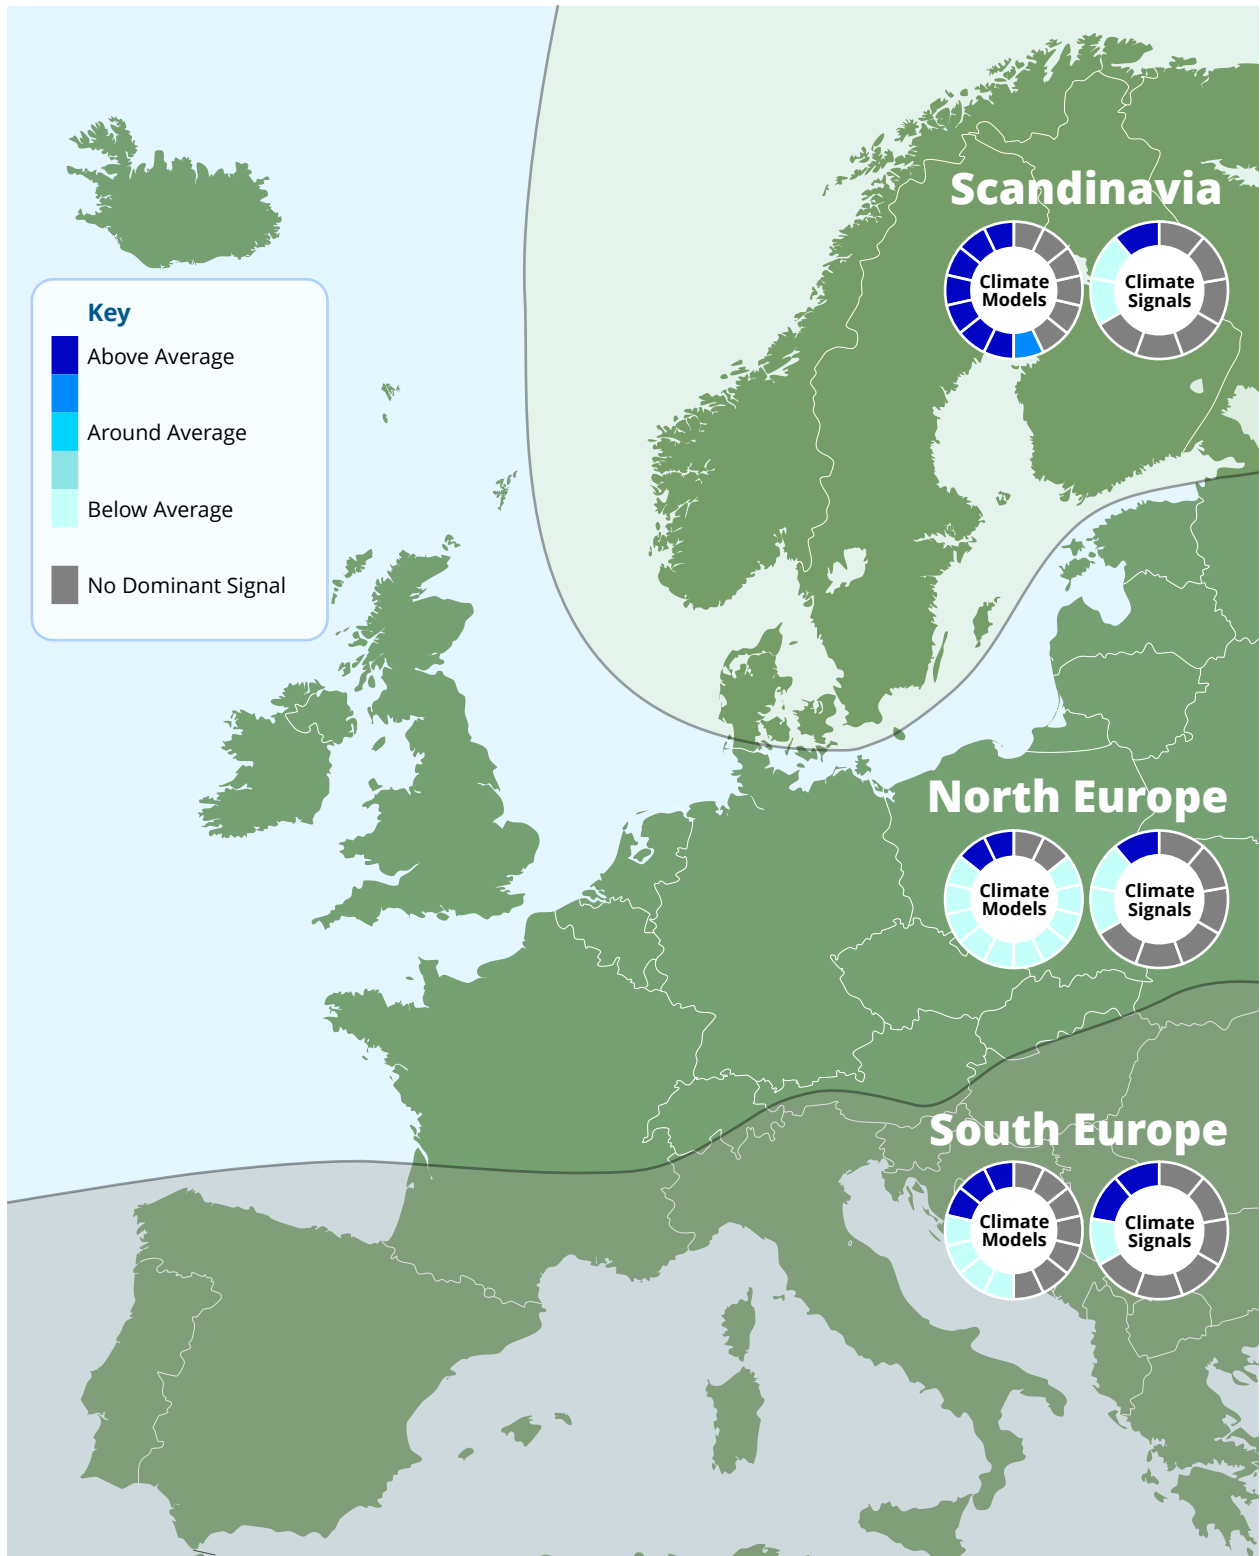 Scandinavia
Climate
Models
Climate
Signals
Key
Above Average
Around Average
Below Average
No Dominant Signal
North Europe
Climate
Models
Climate
Signals
South Europe
Climate
Models
Climate
Signals